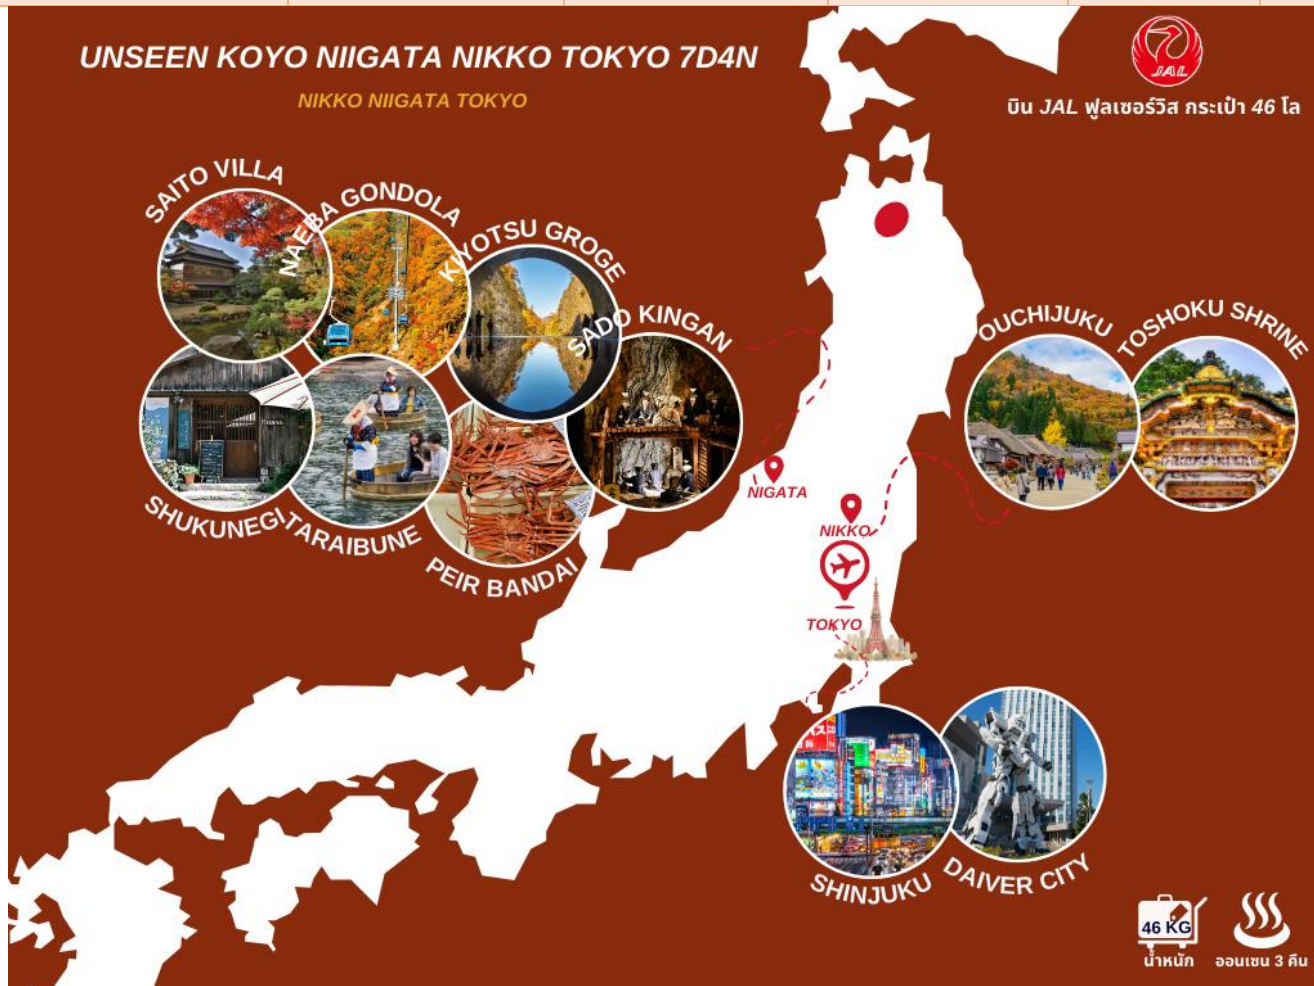 UNSEEN KOYO NIIGATA NIKKO TOKYO 7D4N
NIKKO NIIGATA TOKYO
JAL
บิน JAL ฟูลเซอร์วิส กระเป๋า 46 โล
SAITO VILLA
NAEBA GONDOLA
KIYOTSU GROGE
SADO KINGAN
OUCHIJUKU
TOSHOKU SHRINE
SHUKUNEGI
TARAIBUNE
PEIR BANDAI
NIGATA
NIKKO
TOKYO
SHINJUKU
DAIVER CITY
46 KG
น้ำหนัก
ออนเซน 3 คืน